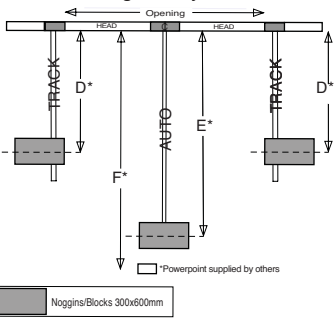 Opening
HEAD
C
HEAD
TRACK
D*
AUTO
E*
F*
TRACK
D*
*Powerpoint supplied by others
Noggins/Blocks 300x600mm